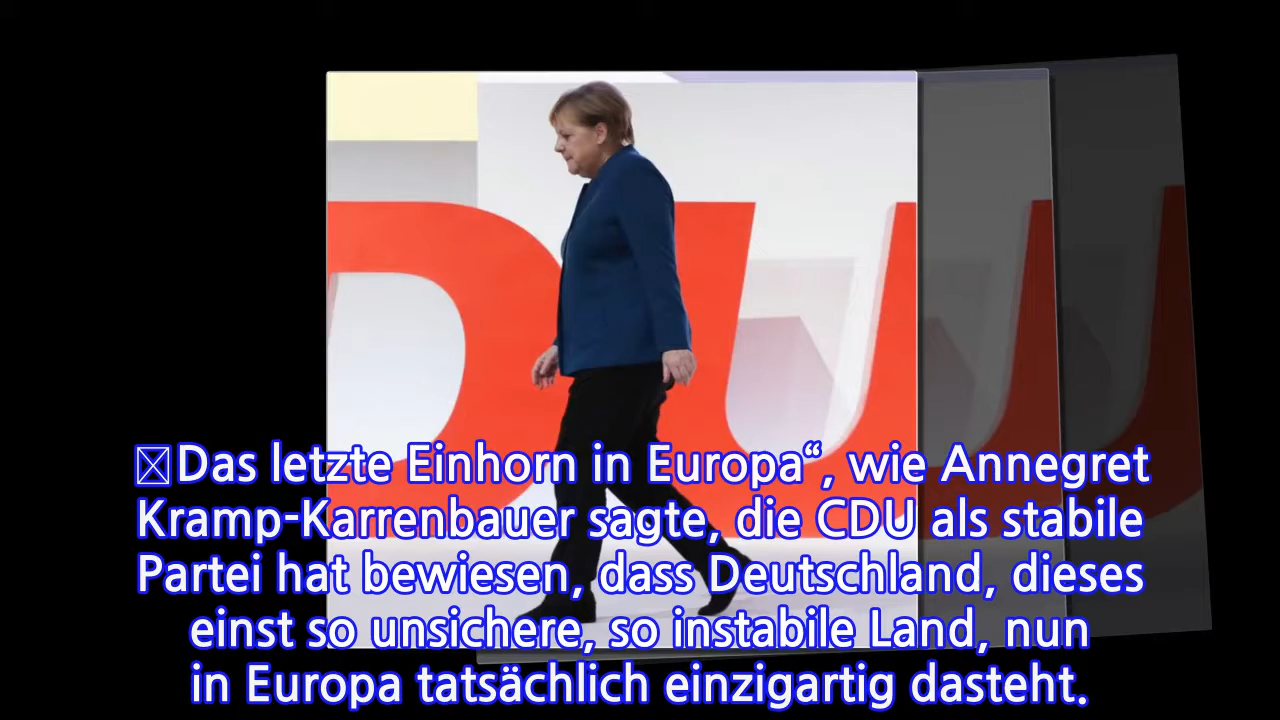 DU
Das letzte Einhorn in Europa“, wie Annegret
Kramp-Karrenbauer sagte, die CDU als stabile
Partei hat bewiesen, dass Deutschland, dieses
einst so unsichere, so instabile Land, nun
in Europa tatsächlich einzigartig dasteht.